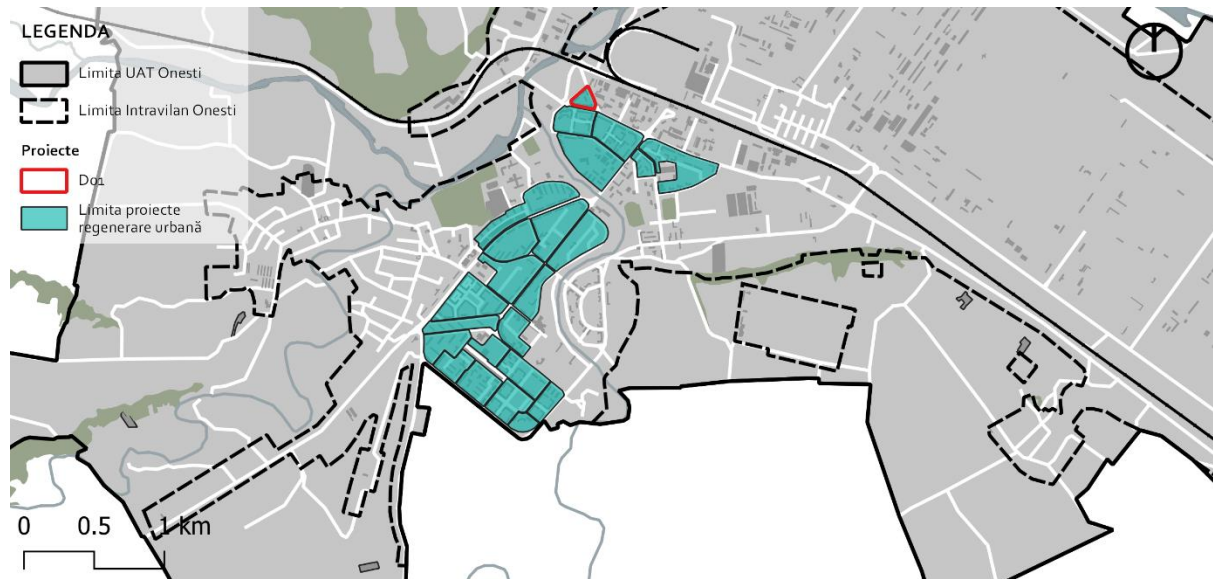 LEGENDA
Limita UAT Onesti
Limita Intravilan Onesti
Proiecte
D01
Limita proiecte
regenerare urbană
0 0.5 1 km